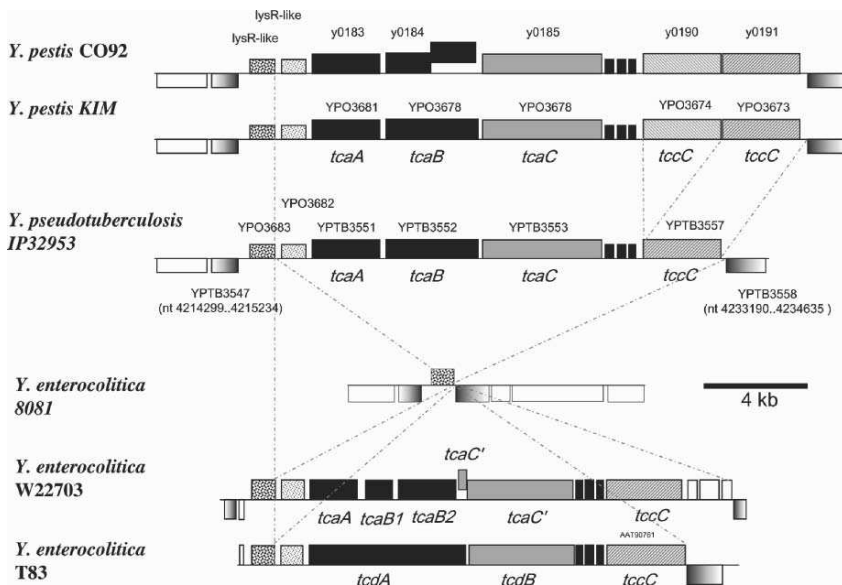 lysR-like
lysR-like
y0183 y0184 y0185 y0190 y0191
Y. pestis CO92
YPO3681 YPO3678 YPO3678 YPO3674 YPO3673
Y. pestis KIM
tcaA tcaB tcaC tccC tccC
YPO3682
YPO3683 YPTB3551 YPTB3552 YPTB3553 YPTB3557
Y. pseudotuberculosis
IP32953
tcaA tcaB tcaC tccC
YPTB3547 YPTB3558
(nt 4214299..4215234) (nt 4233190..4234635 )
Y. enterocolitica
8081
4 kb
tcaC'
Y. enterocolitica
W22703
tcaA tcaB1 tcaB2 tcaC' tccC
AAT90761
Y. enterocolitica
T83
tcdA tcdB tccC